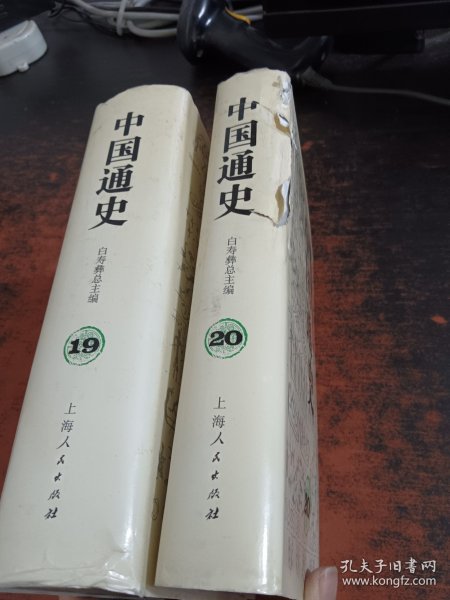 中国通史
白寿彝总主编
19
上海人民出版社
中国通史
白寿彝总主编
20
上海人民出版社
孔夫子旧书网
www.kongfz.com